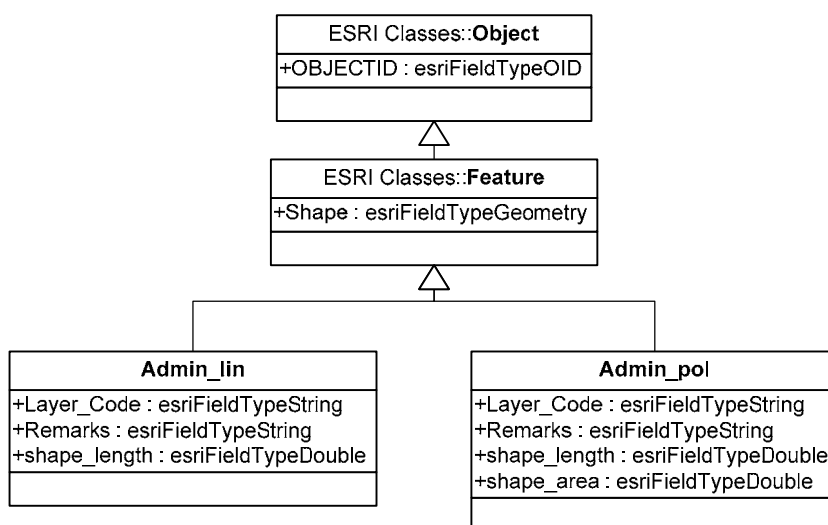 ESRI Classes::Object
+OBJECTID : esriFieldTypeOID
ESRI Classes::Feature
+Shape : esriFieldTypeGeometry
Admin_lin
+Layer_Code : esriFieldTypeString
+Remarks : esriFieldTypeString
+shape_length : esriFieldTypeDouble
Admin_pol
+Layer_Code : esriFieldTypeString
+Remarks : esriFieldTypeString
+shape_length : esriFieldTypeDouble
+shape_area : esriFieldTypeDouble